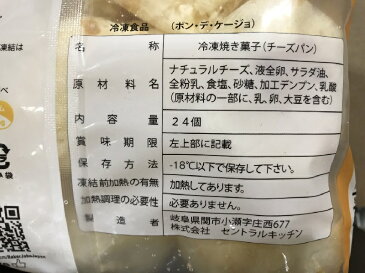 冷凍食品 (ポン・デ・ケージョ)
名称 冷凍焼き菓子(チーズパン)
原材料名 ナチュラルチーズ、液全卵、サラダ油、
全粉乳、食塩、砂糖、加工デンプン、乳酸
(原材料の一部に、乳、卵、大豆を含む)
内容量 24個
賞味期限 左上部に記載
保存方法 -18℃以下で保存して下さい。
凍結前加熱の有無 加熱してあります。
加熱調理の必要性 必要ありません。
製造者 岐阜県関市小瀬字庄西677
株式会社 セントラルキッチン
凍結は